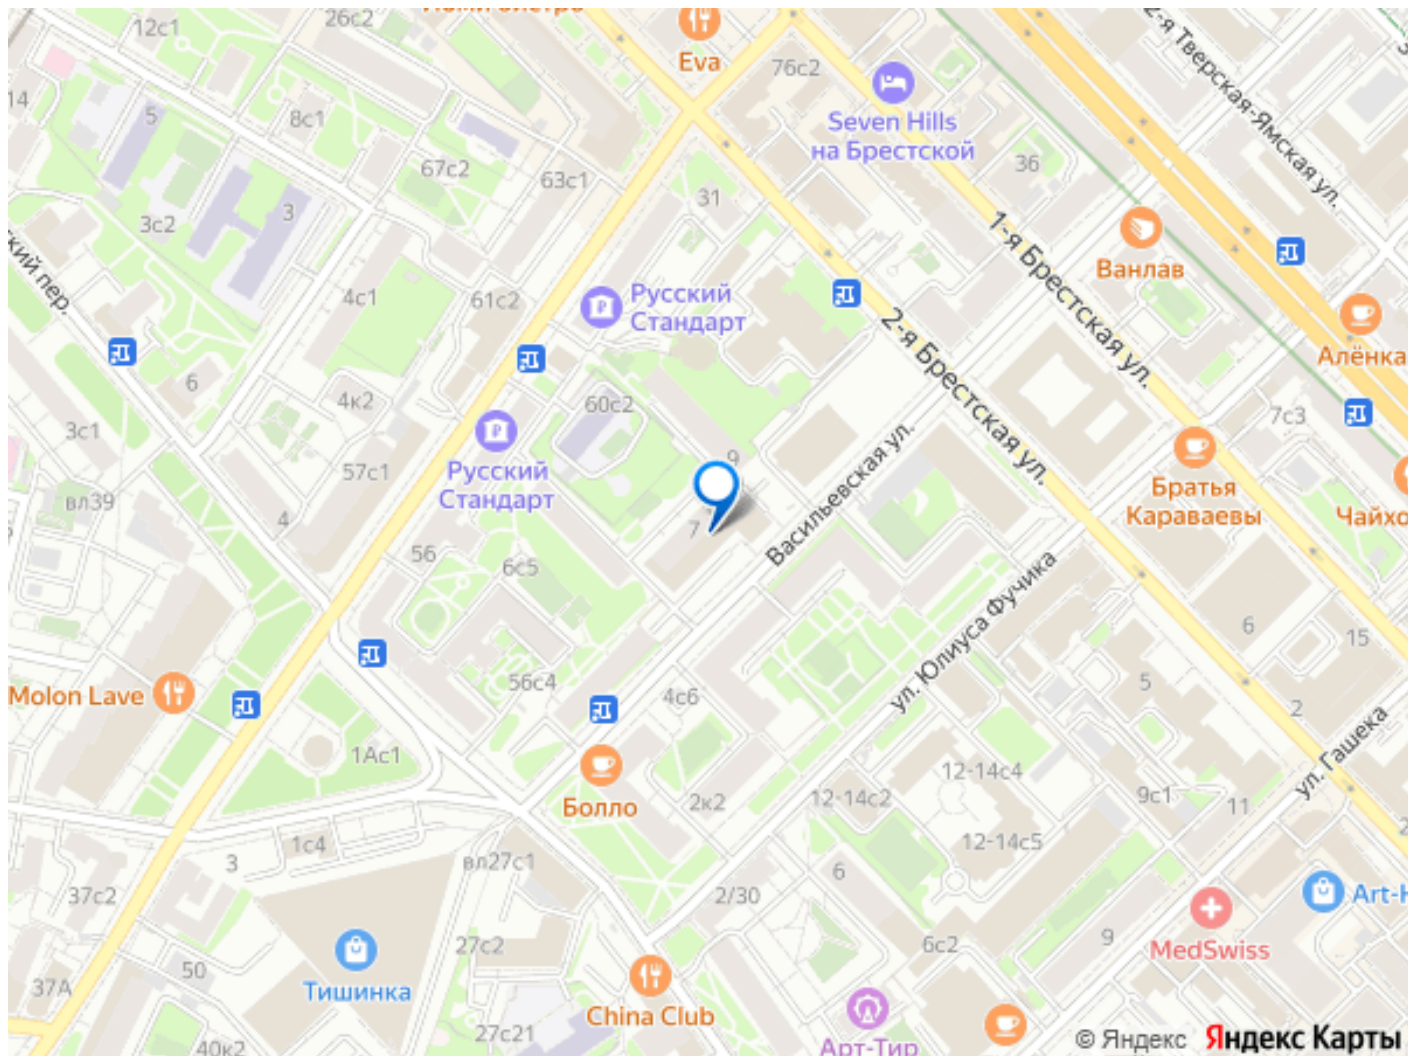 26с2
12с1
Eva
76с2
2-я Тверская-Ямская ул.
14
5
8с1
Seven Hills
на Брестской
36
67с2
63с1
31
3с2
3
1-я Брестская ул.
Ванлав
ский пер.
4с1
61с2
Русский
Стандарт
2-я Брестская ул.
Алёнка
6
4к2
60с2
7с3
3с1
57с1
Русский
Стандарт
9
Васильевская ул.
Братья
Караваевы
Чайхо
вл39
4
7
56
6с5
ул. Юлиуса Фучика
6
15
Molon Lave
56с4
4с6
5
2
ул. Гашека
1Ас1
Болло
2к2
12-14с4
12-14с2
9с1
11
1с4
3
вл27с1
12-14с5
6
37с2
2/30
Art-H
27с2
6с2
9
MedSwiss
50
Тишинка
37А
China Club
27с21
Арт-Тир
40к2
© Яндекс Яндекс Карты